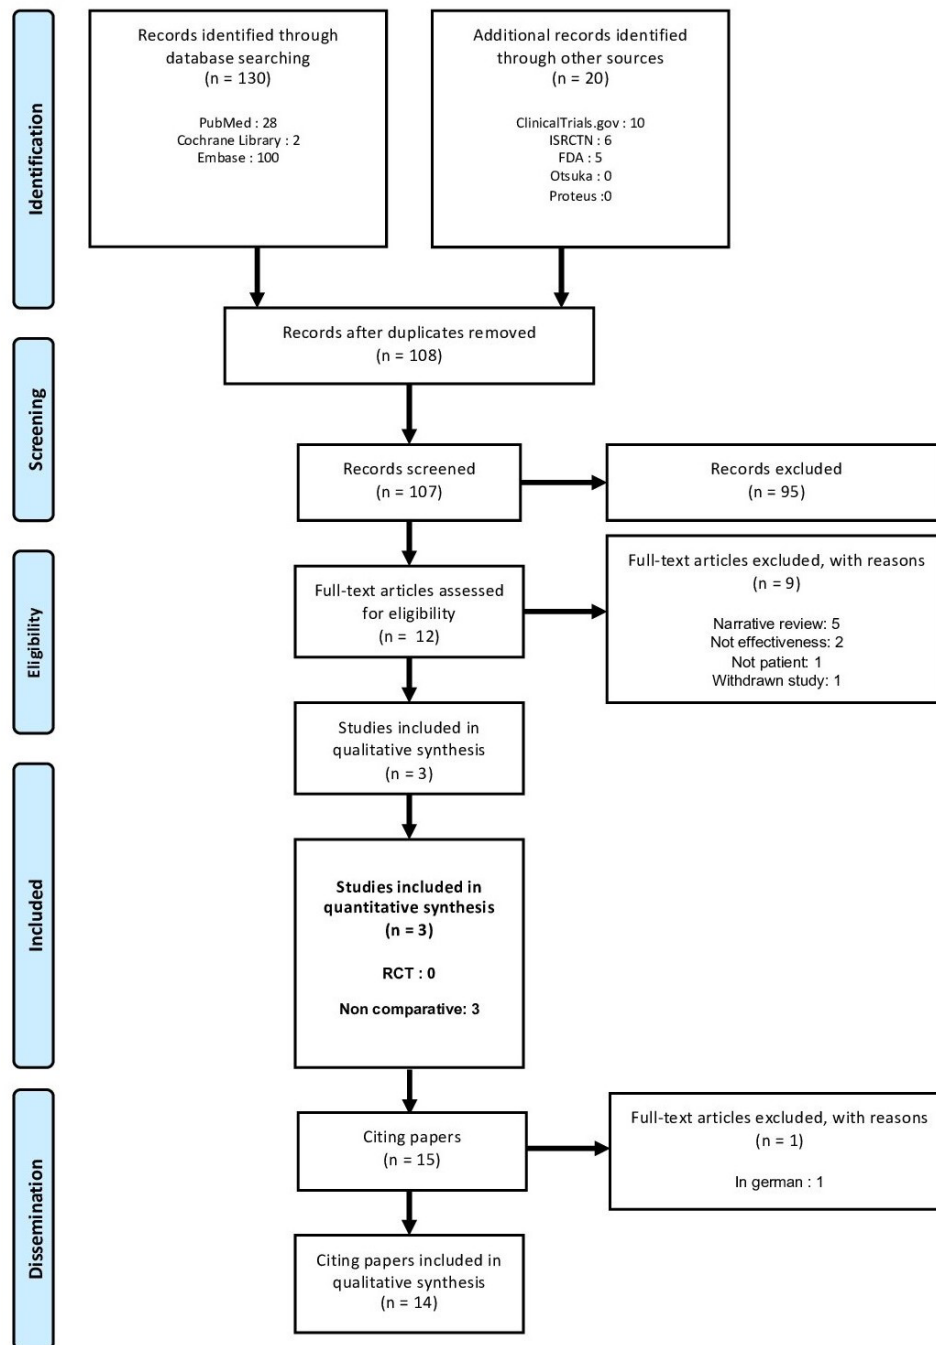 Identification
Records identified through
database searching
(n = 130)
PubMed : 28
Cochrane Library : 2
Embase : 100
Additional records identified
through other sources
(n = 20)
ClinicalTrials.gov : 10
ISRCTN : 6
FDA : 5
Otsuka : 0
Proteus :0
Records after duplicates removed
(n = 108)
Screening
Records screened
(n = 107)
Records excluded
(n = 95)
Eligibility
Full-text articles assessed
for eligibility
(n = 12)
Full-text articles excluded, with reasons
(n = 9)
Narrative review: 5
Not effectiveness: 2
Not patient: 1
Withdrawn study: 1
Studies included in
qualitative synthesis
(n = 3)
Included
Studies included in
quantitative synthesis
(n = 3)
RCT : 0
Non comparative: 3
Dissemination
Citing papers
(n = 15)
Full-text articles excluded, with reasons
(n = 1)
In german : 1
Citing papers included in
qualitative synthesis
(n = 14)